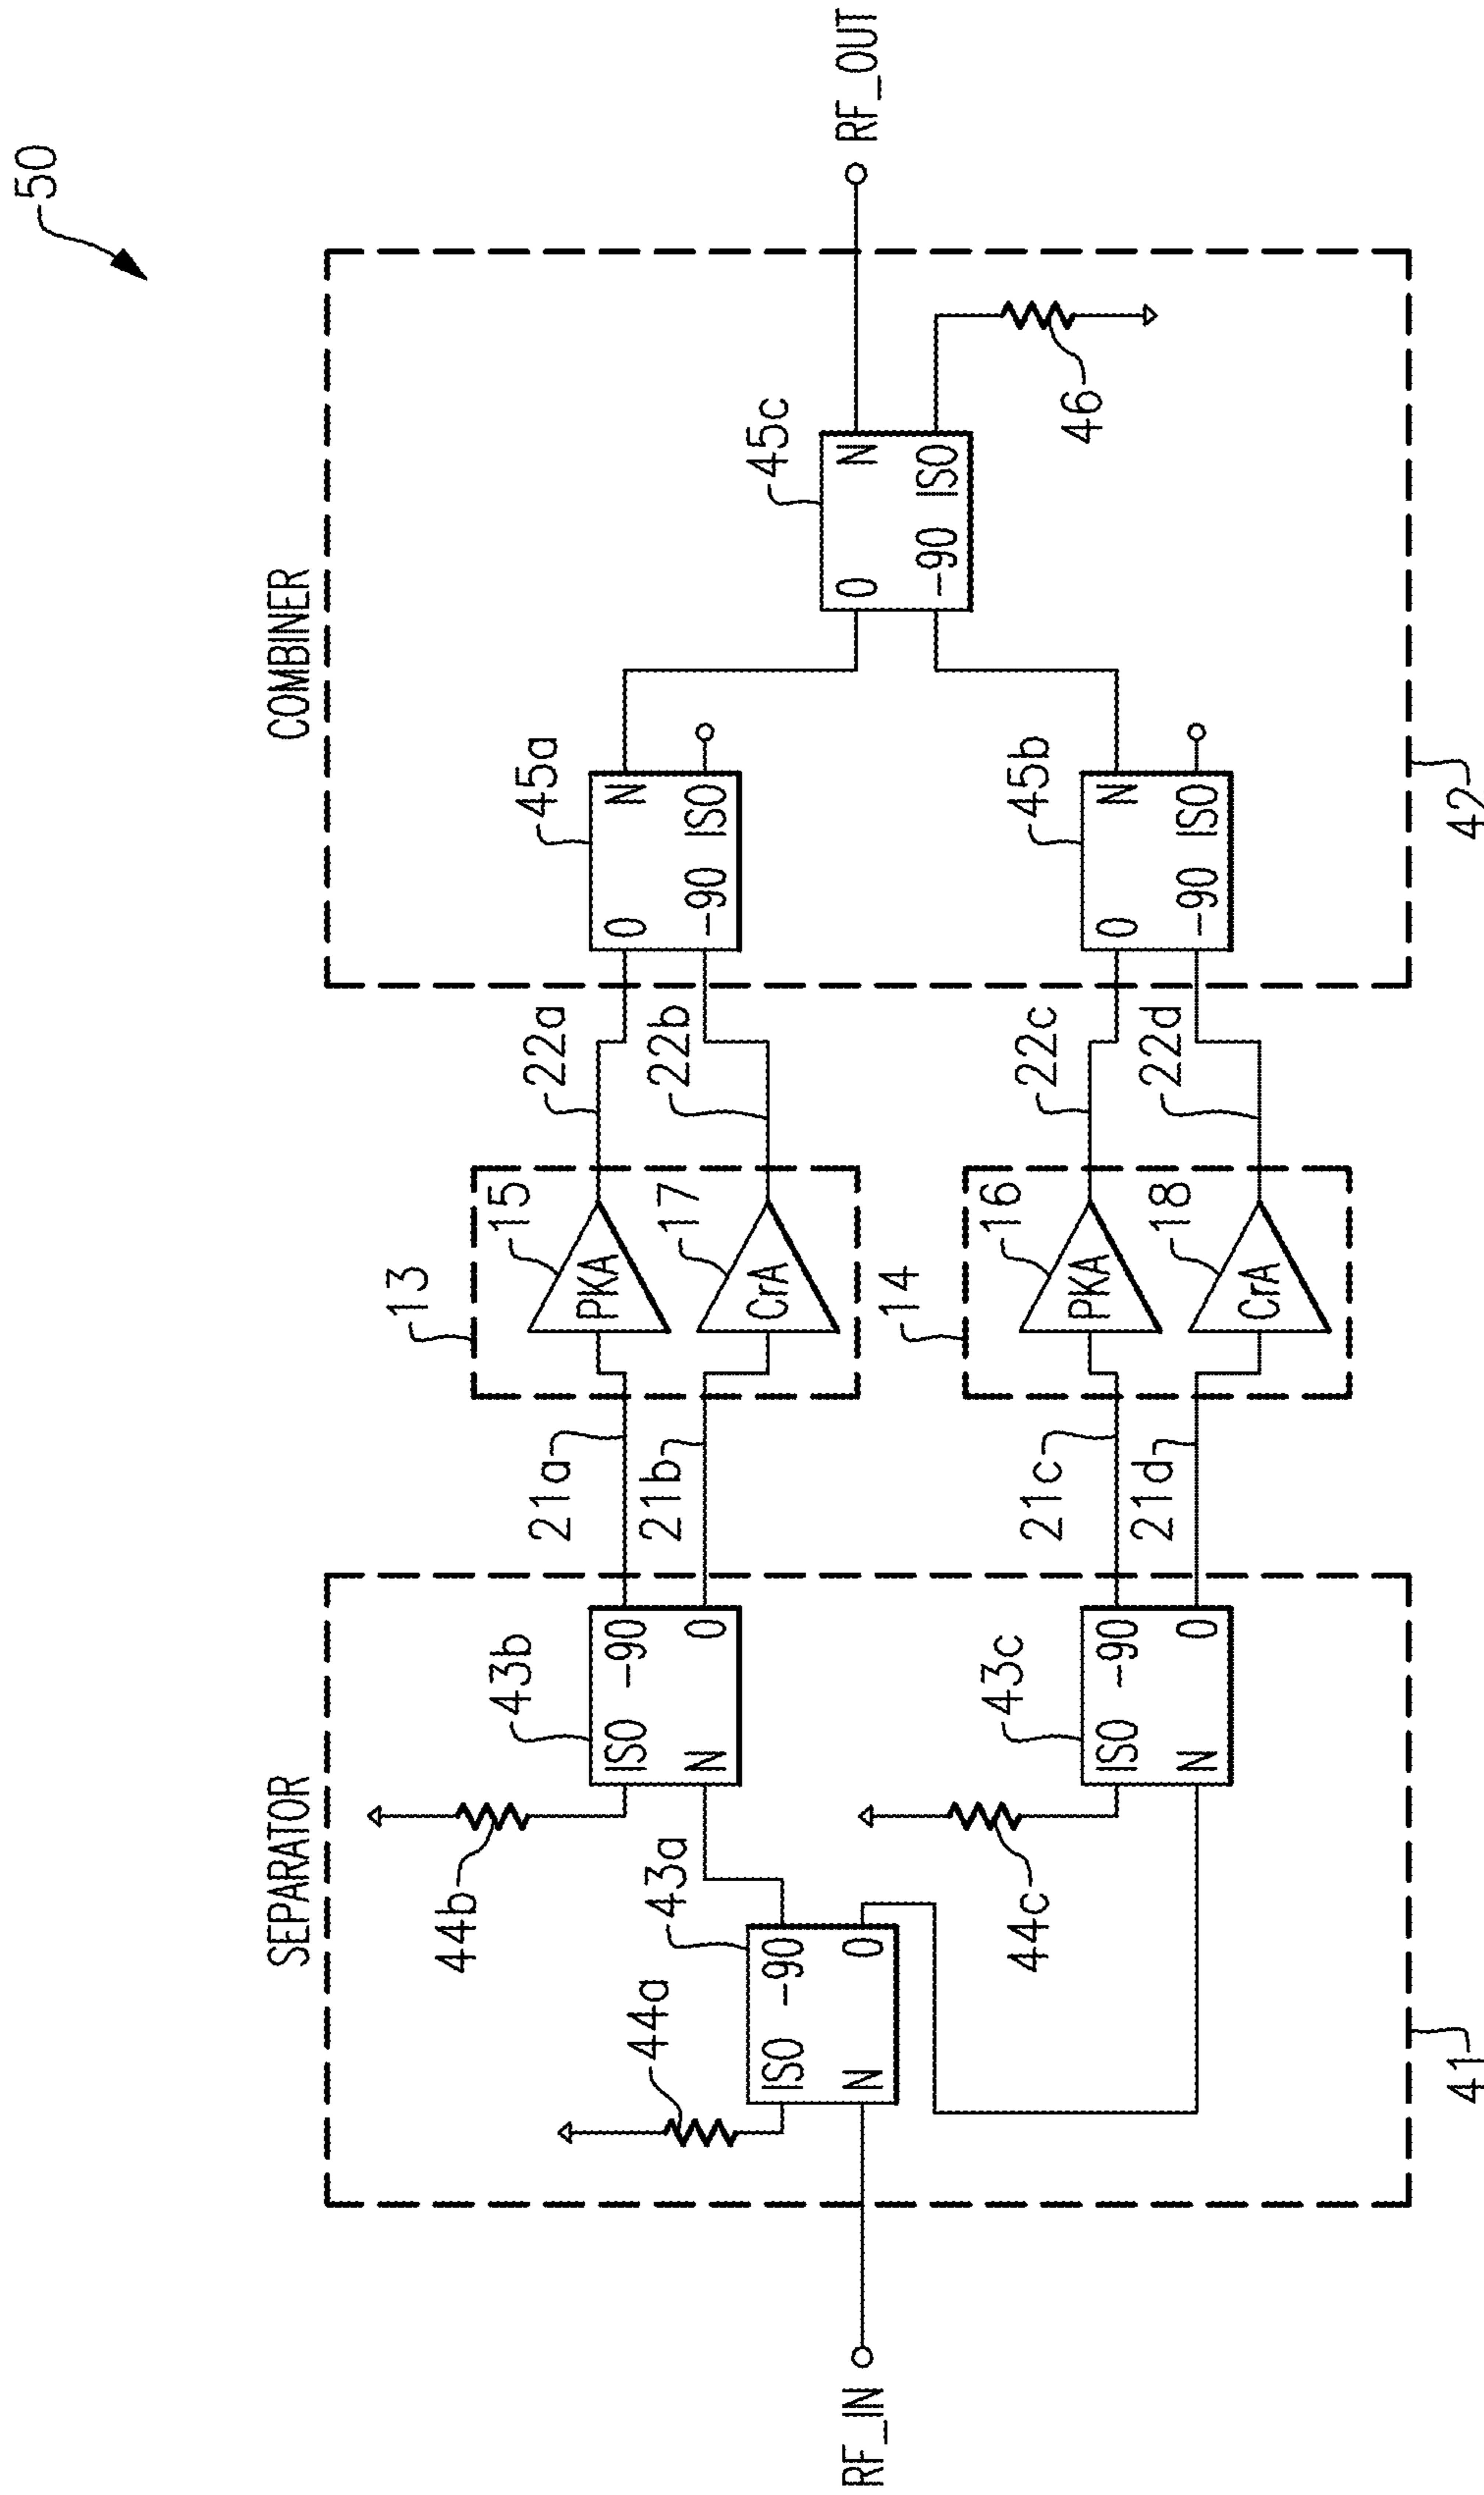 50
SEPARATOR
COMBINER
44b
43b
21a
13
15
22a
45a
ISO -90
N 0
PKA
0 N
-90 ISO
44a
43a
21b
17
22b
CrA
45c
RF_IN
ISO -90
N 0
0 N
-90 ISO
RF_OUT
46
44c
43c
21c
14
16
22c
45b
ISO -90
N 0
PKA
0 N
-90 ISO
21d
18
22d
CrA
41
42